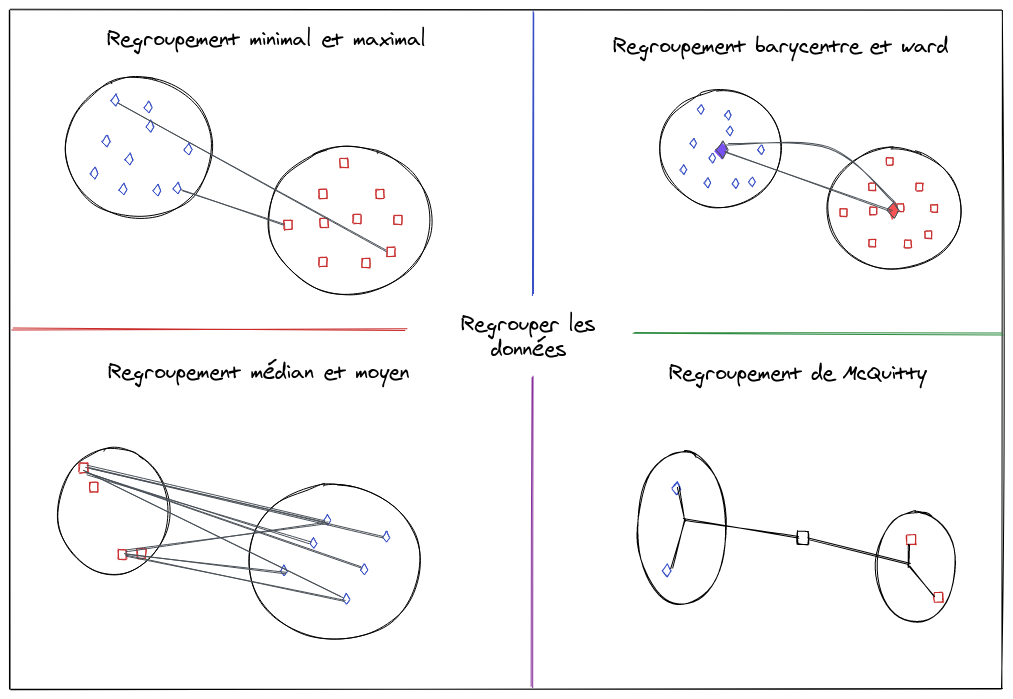 Regroupement minimal et maximal
Regroupement barycentre et ward
Regrouper les
données
Regroupement médian et moyen
Regroupement de McQuitty